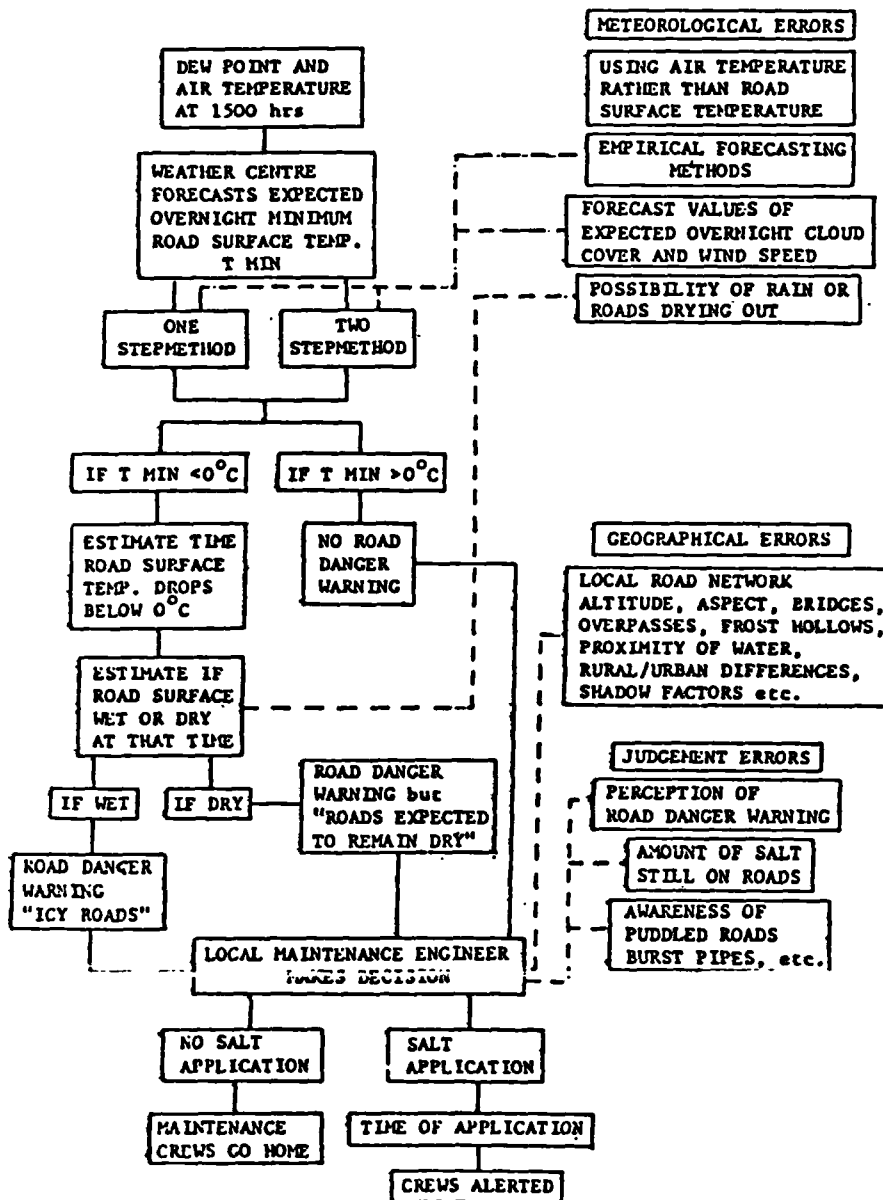 DEW POINT AND
AIR TEMPERATURE
AT 1500 hrs
WEATHER CENTRE
FORECASTS EXPECTED
OVERNIGHT MINIMUM
ROAD SURFACE TEMP.
T MIN
ONE
STEPMETHOD
TWO
STEPMETHOD
IF T MIN <0°C
IF T MIN >0°C
ESTIMATE TIME
ROAD SURFACE
TEMP. DROPS
BELOW 0°C
NO ROAD
DANGER
WARNING
ESTIMATE IF
ROAD SURFACE
WET OR DRY
AT THAT TIME
IF WET
IF DRY
ROAD DANGER
WARNING but
"ROADS EXPECTED
TO REMAIN DRY"
ROAD DANGER
WARNING
"ICY ROADS"
LOCAL MAINTENANCE ENGINEER
MAKES DECISION
NO SALT
APPLICATION
SALT
APPLICATION
MAINTENANCE
CREWS GO HOME
TIME OF APPLICATION
CREWS ALERTED
METEOROLOGICAL ERRORS
USING AIR TEMPERATURE
RATHER THAN ROAD
SURFACE TEMPERATURE
EMPIRICAL FORECASTING
METHODS
FORECAST VALUES OF
EXPECTED OVERNIGHT CLOUD
COVER AND WIND SPEED
POSSIBILITY OF RAIN OR
ROADS DRYING OUT
GEOGRAPHICAL ERRORS
LOCAL ROAD NETWORK
ALTITUDE, ASPECT, BRIDGES,
OVERPASSES, FROST HOLLOWS,
PROXIMITY OF WATER,
RURAL/URBAN DIFFERENCES,
SHADOW FACTORS etc.
JUDGEMENT ERRORS
PERCEPTION OF
ROAD DANGER WARNING
AMOUNT OF SALT
STILL ON ROADS
AWARENESS OF
PUDDLED ROADS
BURST PIPES, etc.